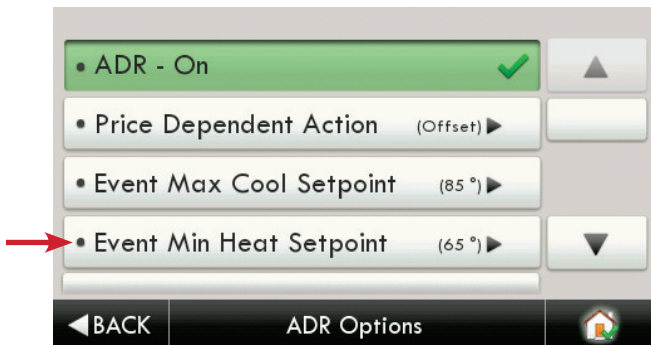 • ADR - On
• Price Dependent Action (Offset)
• Event Max Cool Setpoint (85 °)
• Event Min Heat Setpoint (65 °)
BACK ADR Options